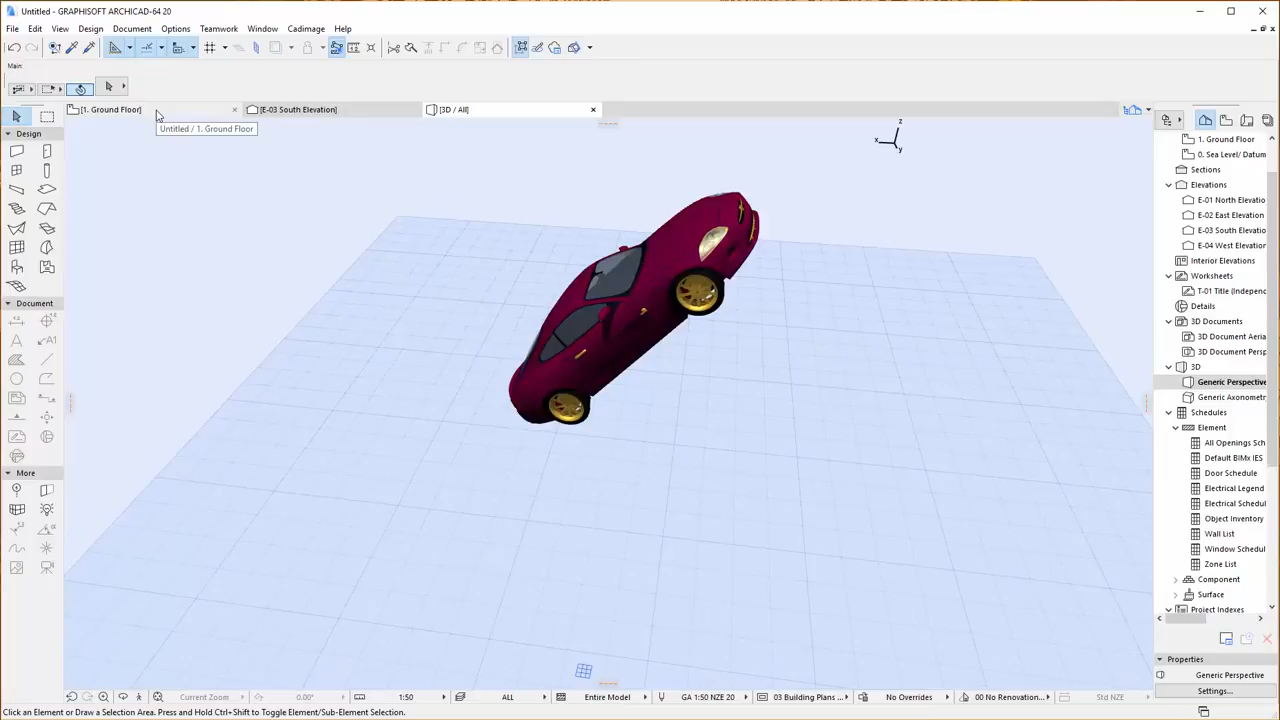 Untitled - GRAPHISOFT ARCHICAD-64 20
File Edit View Design Document Options Teamwork Window Cadimage Help
Main:
[1. Ground Floor]
[E-03 South Elevation]
[3D / All]
Untitled / 1. Ground Floor
Design
Document
More
z
x
y
1. Ground Floor
0. Sea Level/ Datum
Sections
Elevations
E-01 North Elevatio
E-02 East Elevation
E-03 South Elevatio
E-04 West Elevation
Interior Elevations
Worksheets
T-01 Title (Indepenc
Details
3D Documents
3D Document Aeria
3D Document Persp
3D
Generic Perspective
Generic Axonometr
Schedules
Element
All Openings Sch
Default BIMx IES
Door Schedule
Electrical Legend
Electrical Schedul
Object Inventory
Wall List
Window Schedul
Zone List
Component
Surface
Project Indexes
Properties
Generic Perspective
Settings...
Current Zoom
0.00°
1:50
ALL
Entire Model
GA 1:50 NZE 20
03 Building Plans ...
No Overrides
00 No Renovation...
Std NZE
Click an Element or Draw a Selection Area. Press and Hold Ctrl+Shift to Toggle Element/Sub-Element Selection.